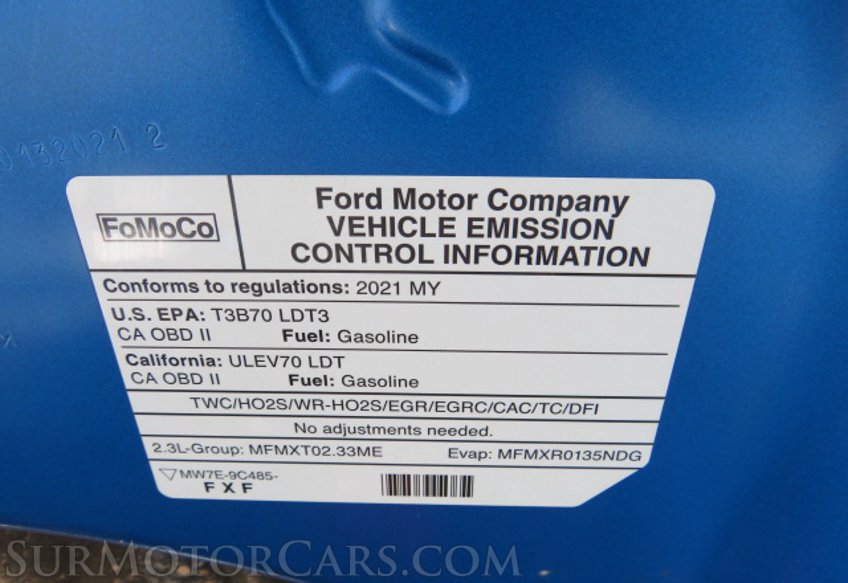 132021 2
FoMoCo
Ford Motor Company
VEHICLE EMISSION
CONTROL INFORMATION
Conforms to regulations: 2021 MY
U.S. EPA: T3B70 LDT3
CA OBD II Fuel: Gasoline
California: ULEV70 LDT
CA OBD II Fuel: Gasoline
TWC/HO2S/WR-HO2S/EGR/EGRC/CAC/TC/DFI
No adjustments needed.
2.3L-Group: MFMXT02.33ME Evap: MFMXR0135NDG
MW7E-9C485-
FXF
SurMotorCars.com